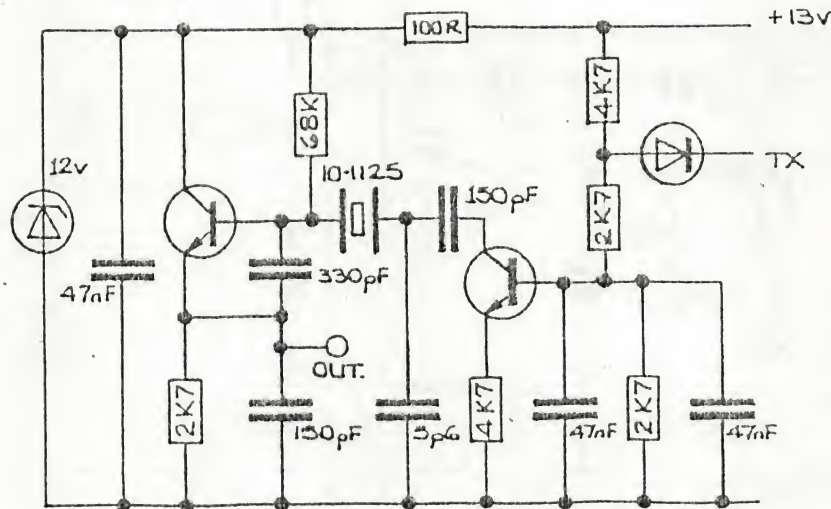 +13v
100R
4K7
68K
12v
10-1125
TX
150pF
2K7
47nF
330pF
OUT.
2K7
150pF
5p6
4K7
47nF
2K7
47nF